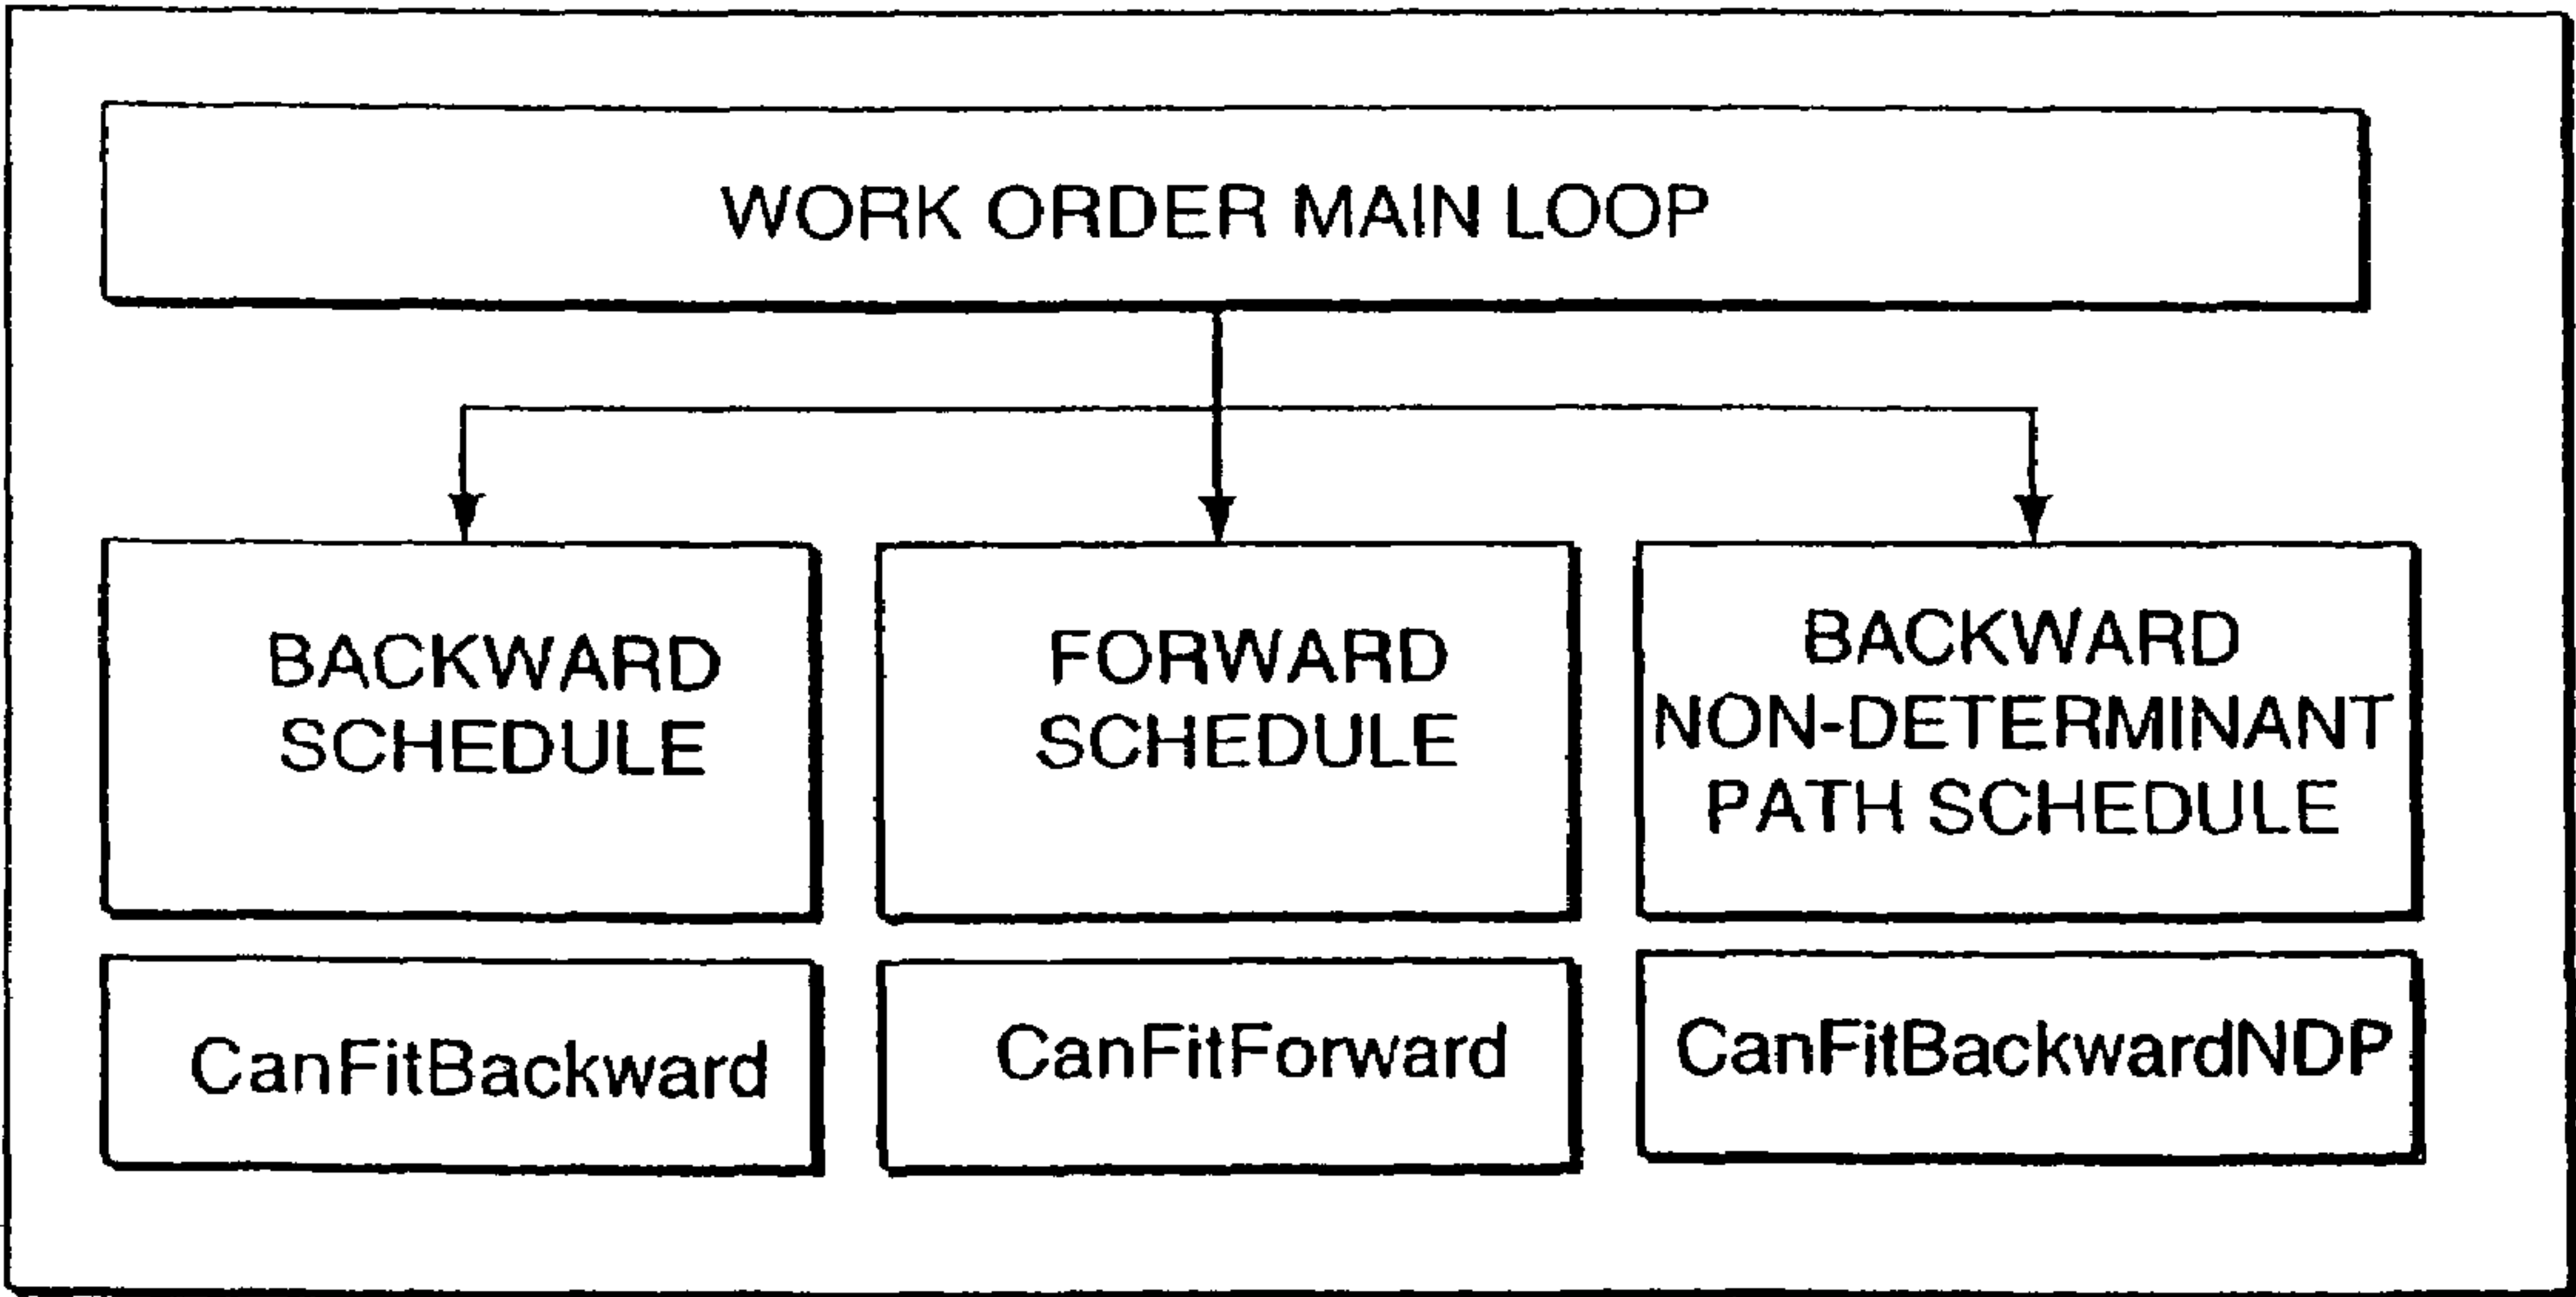 WORK ORDER MAIN LOOP
BACKWARD
SCHEDULE
FORWARD
SCHEDULE
BACKWARD
NON-DETERMINANT
PATH SCHEDULE
CanFitBackward
CanFitForward
CanFitBackwardNDP